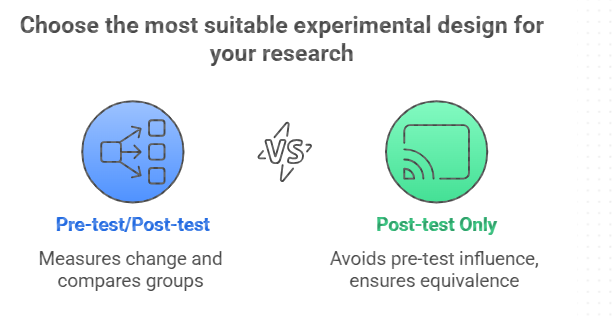 Choose the most suitable experimental design for
your research
VS
Pre-test/Post-test
Post-test Only
Measures change and
compares groups
Avoids pre-test influence,
ensures equivalence